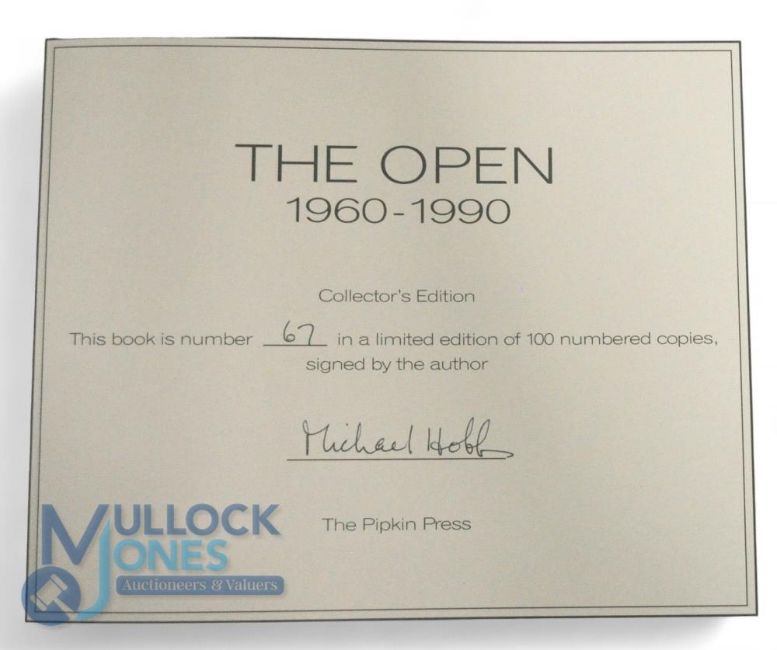 THE OPEN
1960-1990
Collector's Edition
This book is number 67 in a limited edition of 100 numbered copies,
signed by the author
Michael Hobbs
The Pipkin Press
MULLOCK
JONES
Auctioneers & Valuers